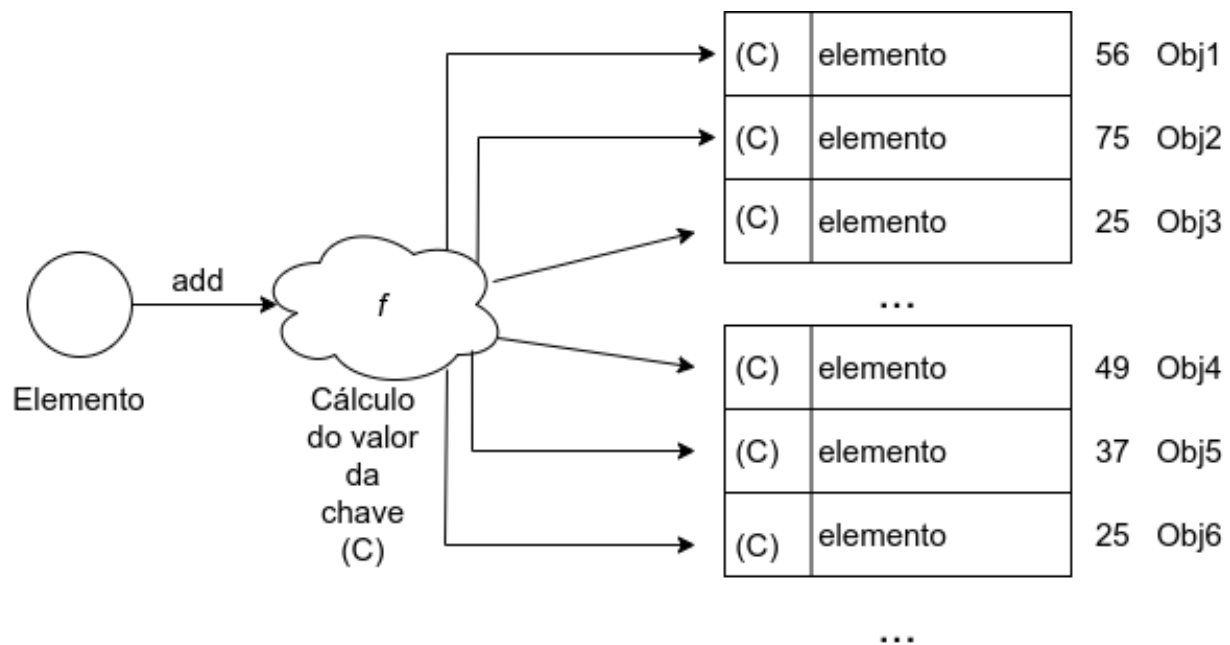 (C) elemento 56 Obj1
(C) elemento 75 Obj2
(C) elemento 25 Obj3
...
add
f
Elemento
Cálculo
do valor
da
chave
(C)
(C) elemento 49 Obj4
(C) elemento 37 Obj5
(C) elemento 25 Obj6
...